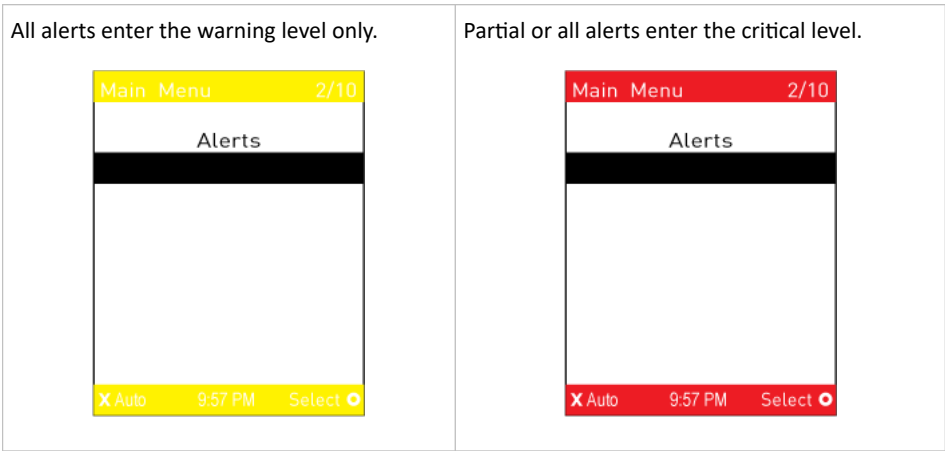 All alerts enter the warning level only.
Main Menu 2/10
Alerts
X Auto 9:57 PM Select O
Partial or all alerts enter the critical level.
Main Menu 2/10
Alerts
X Auto 9:57 PM Select O